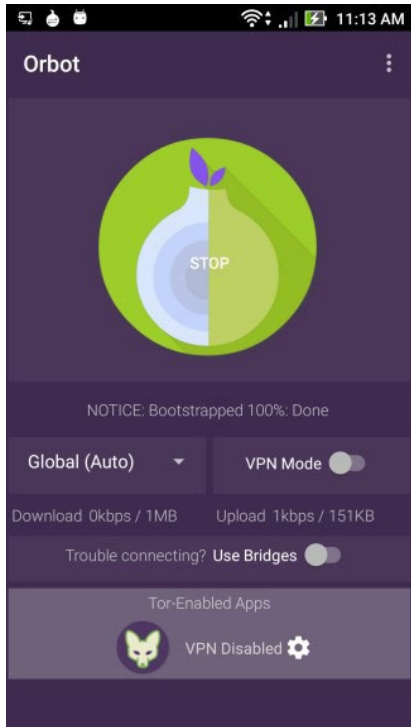 11:13 AM
Orbot
STOP
NOTICE: Bootstrapped 100%: Done
Global (Auto) VPN Mode
Download 0kbps / 1MB Upload 1kbps / 151KB
Trouble connecting? Use Bridges
Tor-Enabled Apps
VPN Disabled